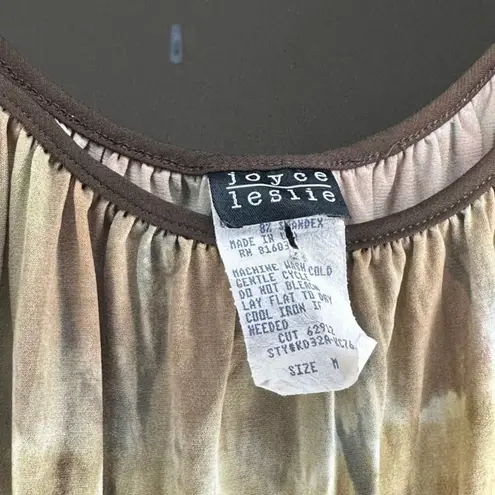 joyce
leslie
8% SPANDEX
MADE IN
RN 81603
MACHINE WASH COLD
GENTLE CYCLE
DO NOT BLEACH
LAY FLAT TO DRY
COOL IRON IF
NEEDED
CUT 62912
SIZE M